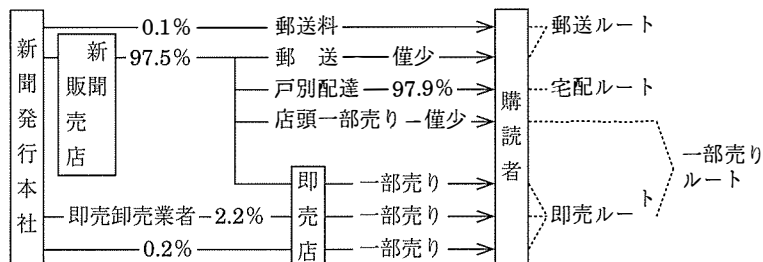 新聞発行本社
新聞販売店
0.1% 郵送料
97.5% 郵 送 僅少
戸別配達 97.9%
店頭一部売り 僅少
即売店
一部売り
即売卸売業者 2.2% 一部売り
0.2% 一部売り
購読者
郵送ルート
宅配ルート
即売ルート
一部売り
ルート